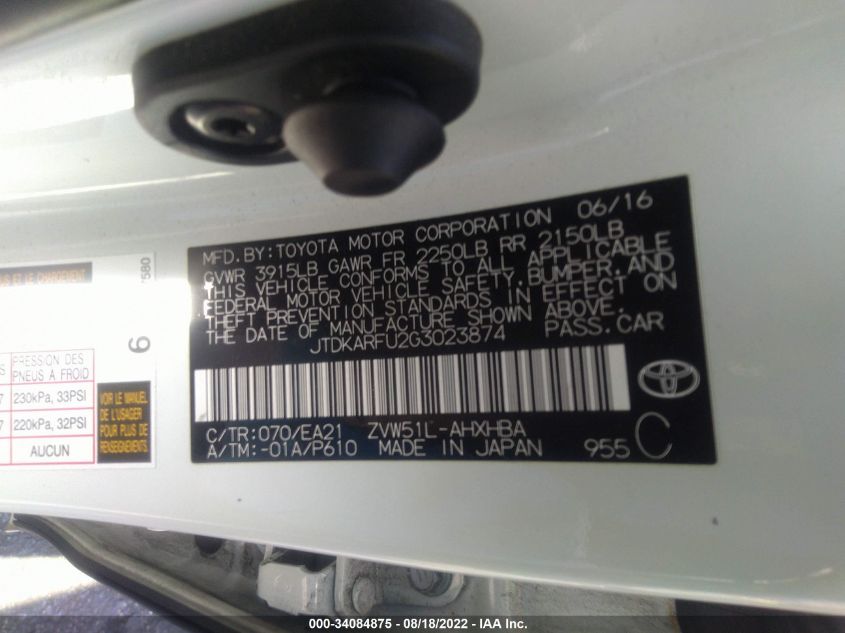 MFD. BY: TOYOTA MOTOR CORPORATION 06/16
GVWR 3915LB GAWR FR 2250LB RR 2150LB
THIS VEHICLE CONFORMS TO ALL APPLICABLE
FEDERAL MOTOR VEHICLE SAFETY, BUMPER, AND
THEFT PREVENTION STANDARDS IN EFFECT ON
THE DATE OF MANUFACTURE SHOWN ABOVE.
JTDKARFU2G3023874 PASS. CAR
C/TR: 070/EA21 ZVW51L-AHXHBA
A/TM: -01A/P610 MADE IN JAPAN 955 C
ET LE CHARGEMENT
7580
6
PRESSION DES
PNEUS A FROID
230kPa, 33PSI
220kPa, 32PSI
AUCUN
VOIR LE MANUEL
DE L'USAGER
POUR PLUS DE
000-34084875 - 08/18/2022 - IAA Inc.